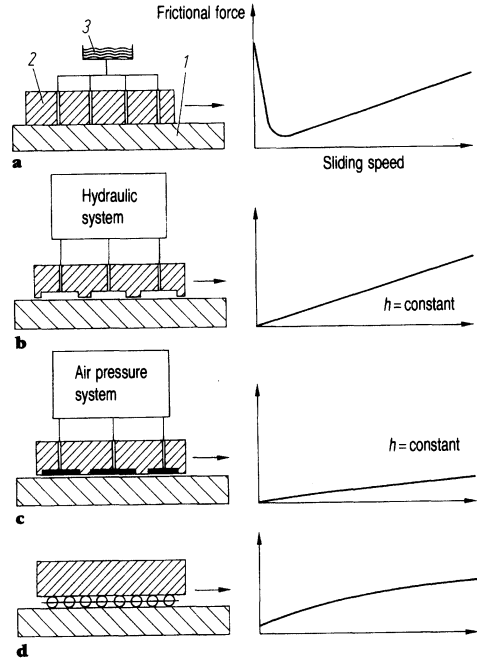 Frictional force
3
2
1
Sliding speed
a
Hydraulic
system
h = constant
b
Air pressure
system
h = constant
c
d